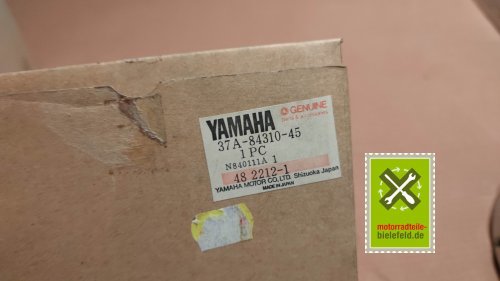 YAMAHA
GENUINE
Parts & Accessories
37A-84310-45
1 PC
N840111A 1
48 2212-1
YAMAHA MOTOR CO., LTD. Shizuoka Japan
MADE IN JAPAN
motorradteile-
bielefeld.de